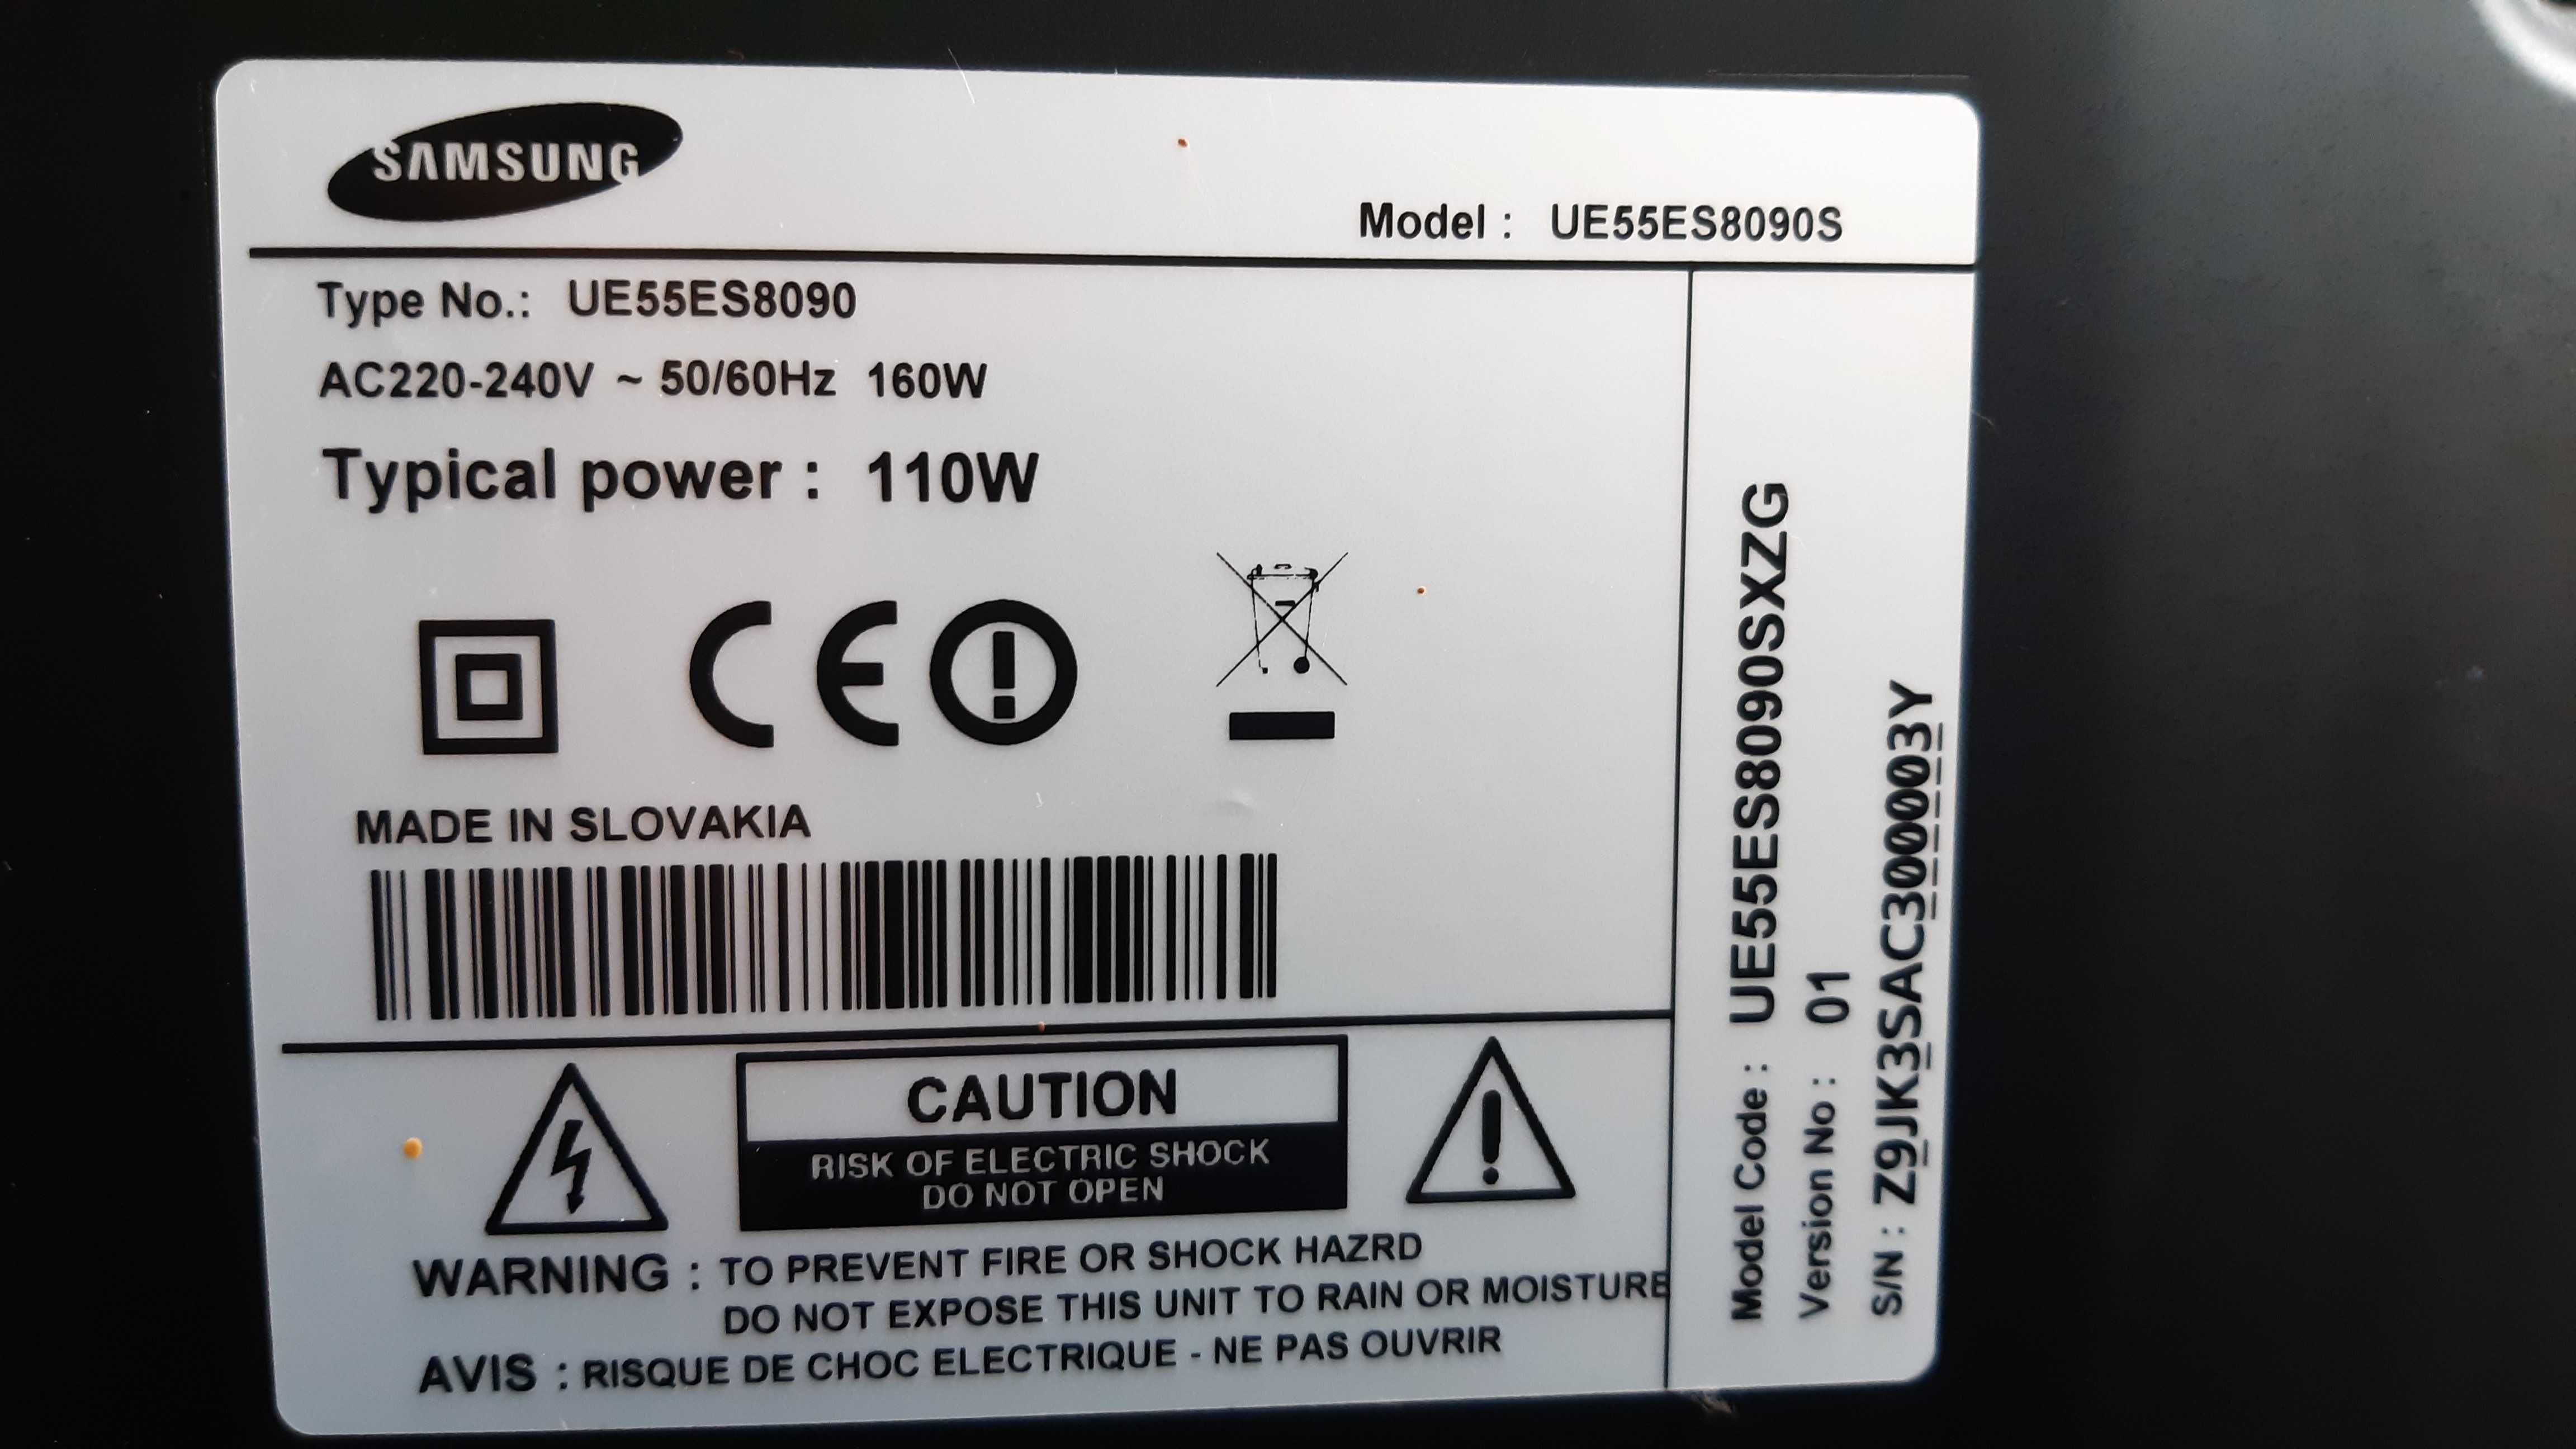 SAMSUNG
Model : UE55ES8090S
Type No.: UE55ES8090
AC220-240V ~ 50/60Hz 160W
Typical power : 110W
CE
MADE IN SLOVAKIA
CAUTION
RISK OF ELECTRIC SHOCK
DO NOT OPEN
WARNING : TO PREVENT FIRE OR SHOCK HAZRD
DO NOT EXPOSE THIS UNIT TO RAIN OR MOISTURE
AVIS : RISQUE DE CHOC ELECTRIQUE - NE PAS OUVRIR
Model Code : UE55ES8090SXZG
Version No : 01
S/N : Z9JK3SAC300003Y